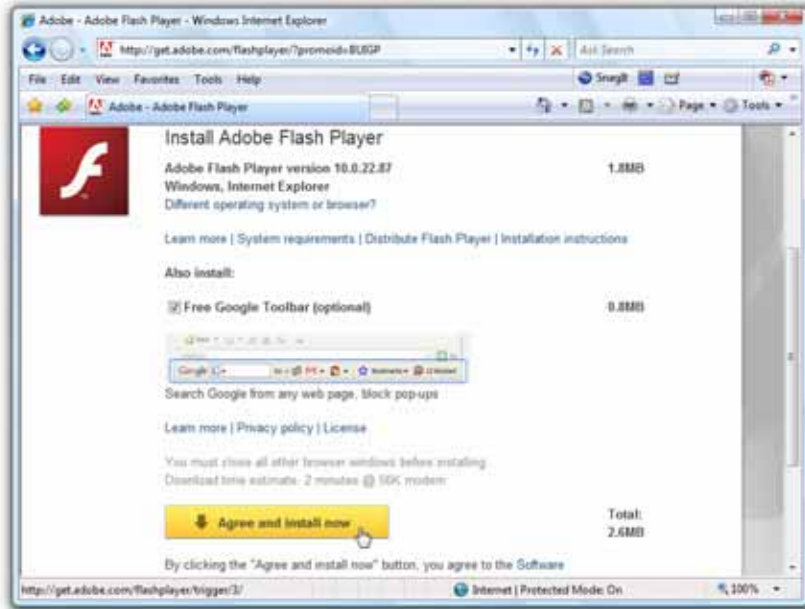 Adobe - Adobe Flash Player - Windows Internet Explorer
http://get.adobe.com/flashplayer/?promoid=BUIGP
Ask Search
File Edit View Favorites Tools Help
SnagIt
Adobe - Adobe Flash Player
Page Tools
Install Adobe Flash Player
Adobe Flash Player version 10.0.22.87 1.8MB
Windows, Internet Explorer
Different operating system or browser?
Learn more | System requirements | Distribute Flash Player | Installation instructions
Also install:
Free Google Toolbar (optional) 0.8MB
Google
Search Google from any web page, block pop-ups
Learn more | Privacy policy | License
You must close all other browser windows before installing
Download time estimate: 2 minutes @ 56K modem
Agree and install now
Total:
2.6MB
By clicking the "Agree and install now" button, you agree to the Software
http://get.adobe.com/flashplayer/trigger/3/
Internet | Protected Mode: On
100%